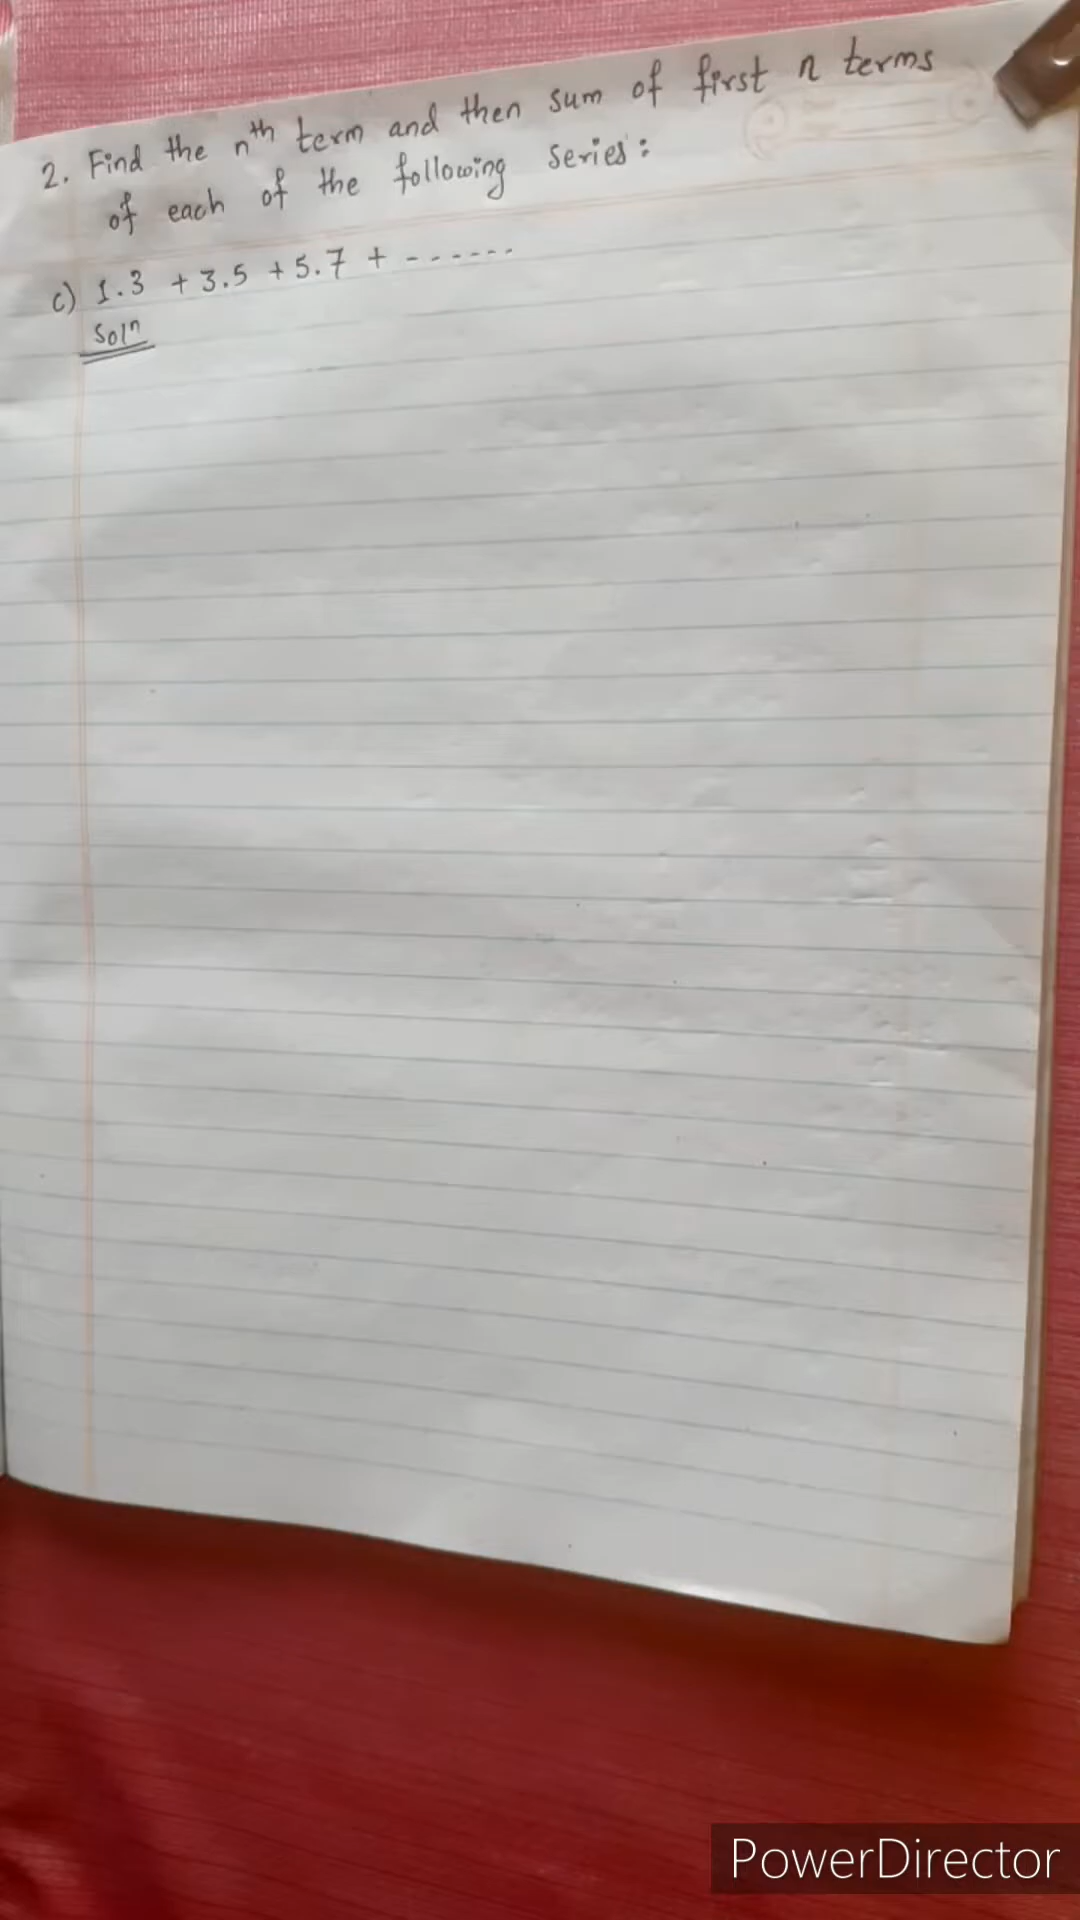 2. Find the nth term and then sum of first n terms
of each of the following series:
c) 1.3 + 3.5 + 5.7 + ------
Solⁿ
PowerDirector